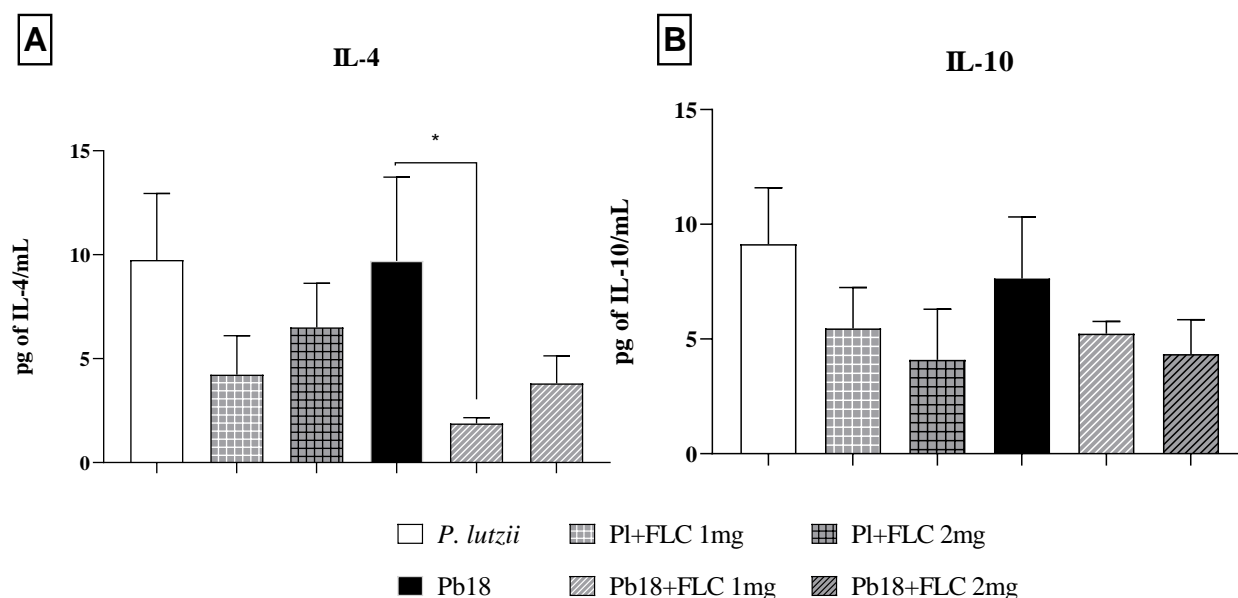 A
IL-4
pg of IL-4/mL
15
10
5
0
*
B
IL-10
pg of IL-10/mL
15
10
5
0
P. lutzii
Pl+FLC 1mg
Pl+FLC 2mg
Pb18
Pb18+FLC 1mg
Pb18+FLC 2mg